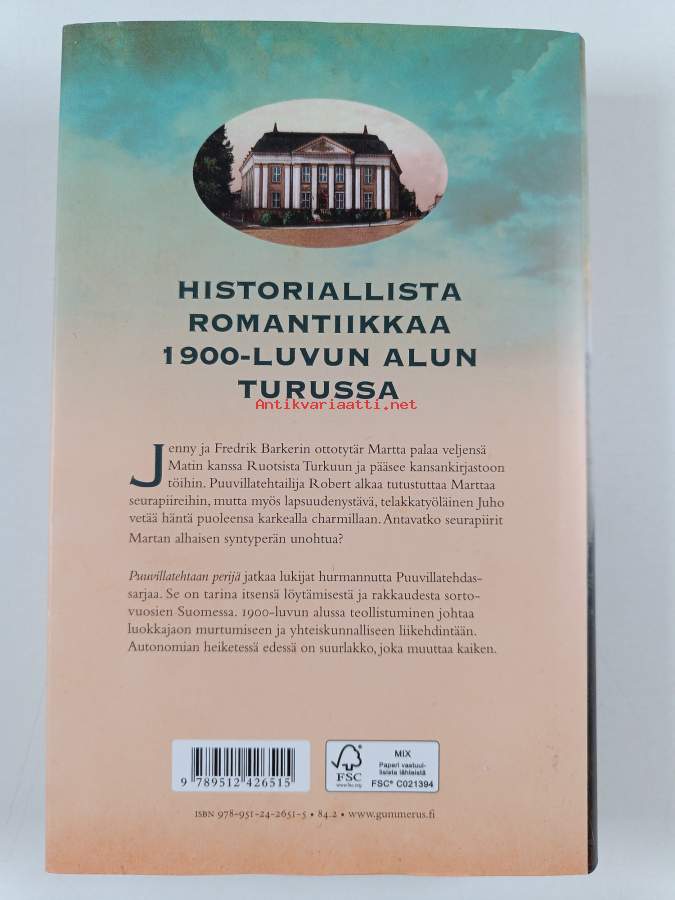 HISTORIALLISTA
ROMANTIIKKAA
1900-LUVUN ALUN
TURUSSA
Antikvariaatti.net
Jenny ja Fredrik Barkerin ottotytär Martta palaa veljensä
Matin kanssa Ruotsista Turkuun ja pääsee kansankirjastoon
töihin. Puuvillatehtailija Robert alkaa tutustuttaa Marttaa
seurapiireihin, mutta myös lapsuudenystävä, telakkatyöläinen Juho
vetää häntä puoleensa karkealla charmillaan. Antavatko seurapiirit
Martan alhaisen syntyperän unohtua?
Puuvillatehtaan perijä jatkaa lukijat hurmannutta Puuvillatehdas-
sarjaa. Se on tarina itsensä löytämisestä ja rakkaudesta sorto-
vuosien Suomessa. 1900-luvun alussa teollistuminen johtaa
luokkajaon murtumiseen ja yhteiskunnalliseen liikehdintään.
Autonomian heiketessä edessä on suurlakko, joka muuttaa kaiken.
9 789512 426515
FSC
www.fsc.org
MIX
Paperi vastuul-
lisista lähteistä
FSC® C021394
ISBN 978-951-24-2651-5 • 84.2 • www.gummerus.fi